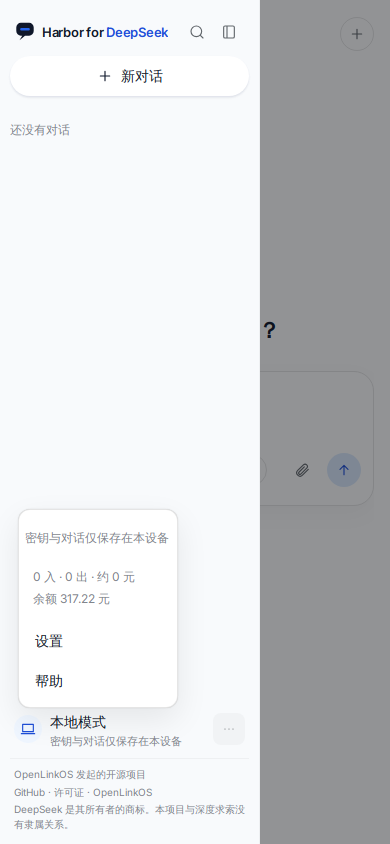 Harbor for DeepSeek
新对话
还没有对话
？
密钥与对话仅保存在本设备
0 入 · 0 出 · 约 0 元
余额 317.22 元
设置
帮助
本地模式
密钥与对话仅保存在本设备
OpenLinkOS 发起的开源项目
GitHub · 许可证 · OpenLinkOS
DeepSeek 是其所有者的商标。本项目与深度求索没
有隶属关系。